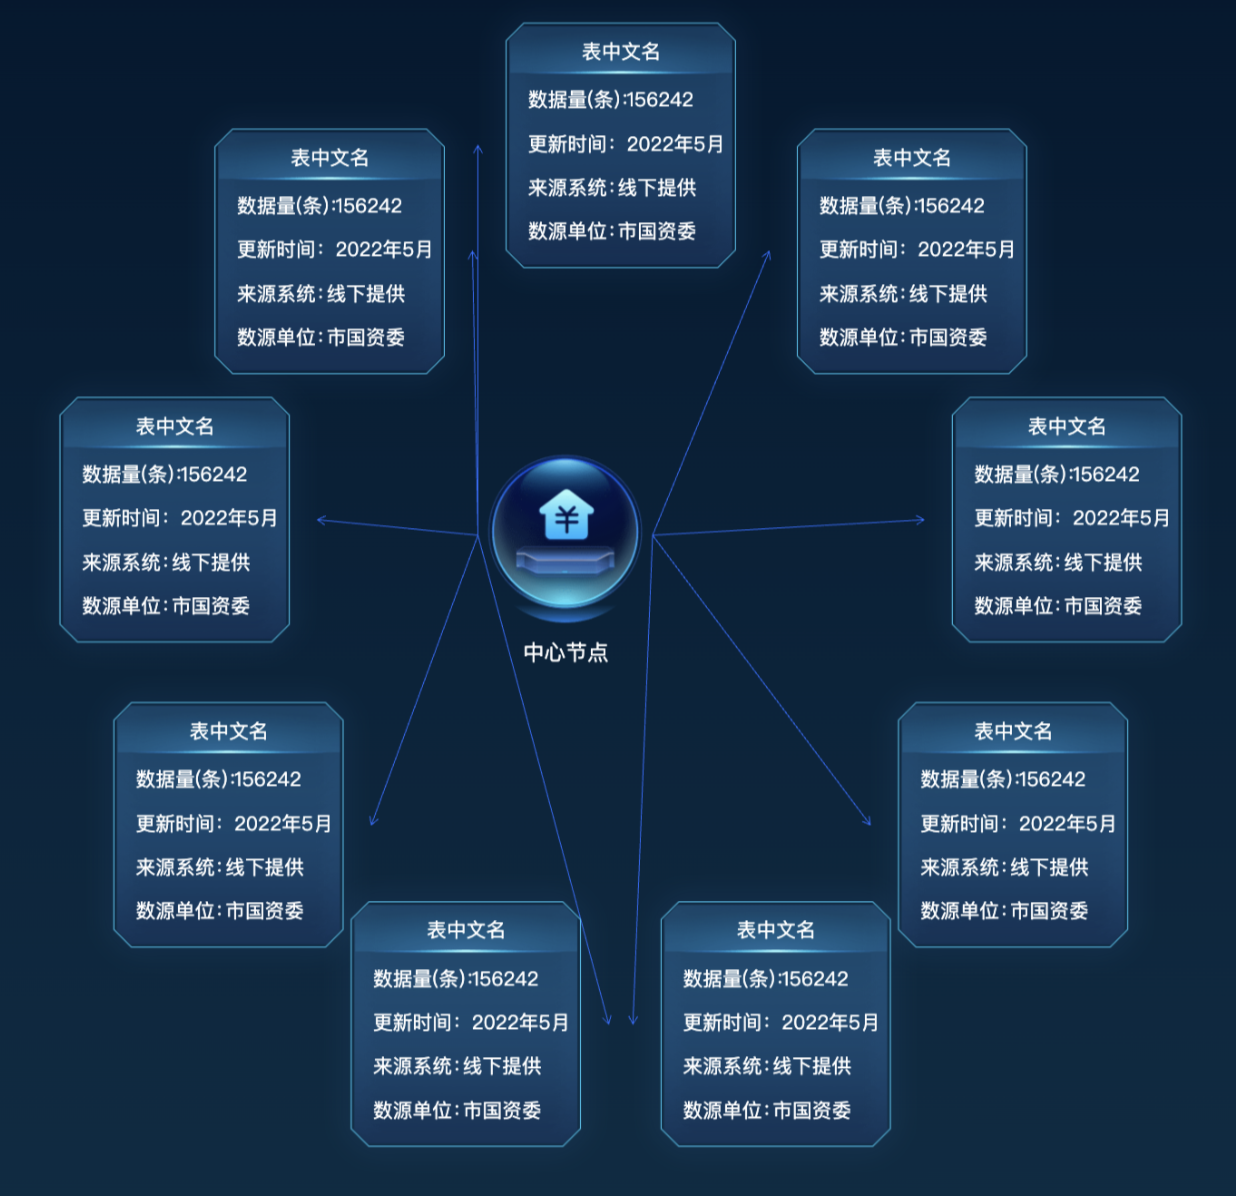 表中文名
数据量(条):156242
更新时间：2022年5月
来源系统:线下提供
数源单位:市国资委
表中文名
数据量(条):156242
更新时间：2022年5月
来源系统:线下提供
数源单位:市国资委
表中文名
数据量(条):156242
更新时间：2022年5月
来源系统:线下提供
数源单位:市国资委
表中文名
数据量(条):156242
更新时间：2022年5月
来源系统:线下提供
数源单位:市国资委
表中文名
数据量(条):156242
更新时间：2022年5月
来源系统:线下提供
数源单位:市国资委
¥
中心节点
表中文名
数据量(条):156242
更新时间：2022年5月
来源系统:线下提供
数源单位:市国资委
表中文名
数据量(条):156242
更新时间：2022年5月
来源系统:线下提供
数源单位:市国资委
表中文名
数据量(条):156242
更新时间：2022年5月
来源系统:线下提供
数源单位:市国资委
表中文名
数据量(条):156242
更新时间：2022年5月
来源系统:线下提供
数源单位:市国资委